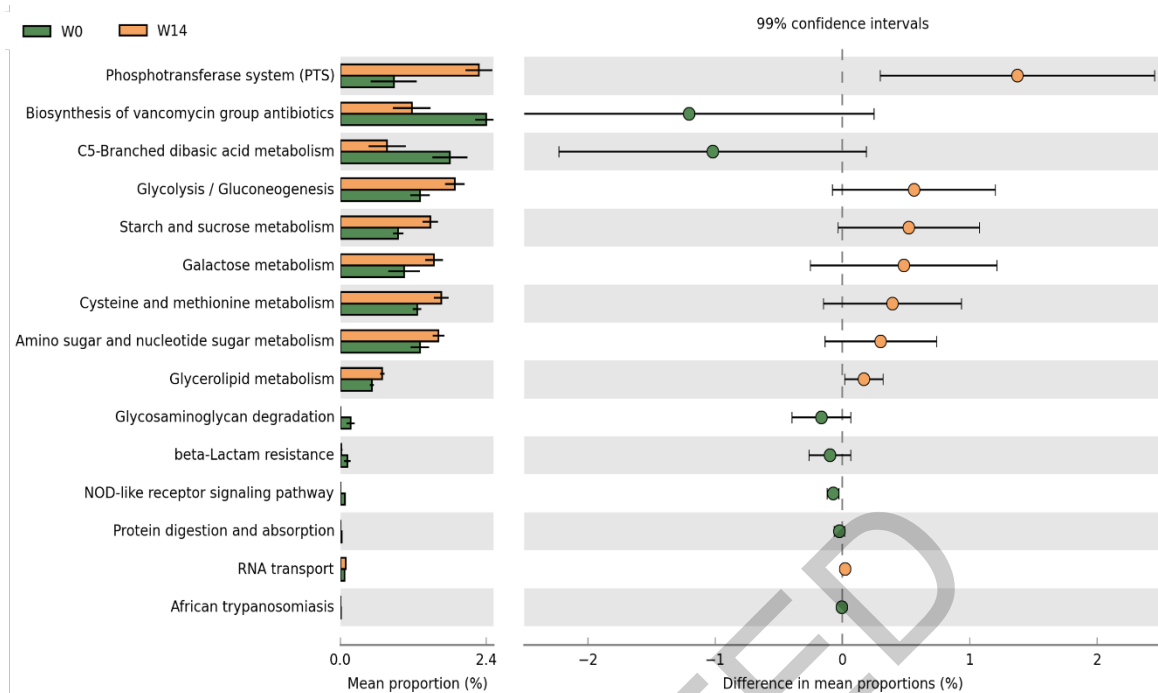 W0 W14
99% confidence intervals
Phosphotransferase system (PTS)
Biosynthesis of vancomycin group antibiotics
C5-Branched dibasic acid metabolism
Glycolysis / Gluconeogenesis
Starch and sucrose metabolism
Galactose metabolism
Cysteine and methionine metabolism
Amino sugar and nucleotide sugar metabolism
Glycerolipid metabolism
Glycosaminoglycan degradation
beta-Lactam resistance
NOD-like receptor signaling pathway
Protein digestion and absorption
RNA transport
African trypanosomiasis
0.0 2.4 −2 −1 0 1 2
Mean proportion (%) Difference in mean proportions (%)